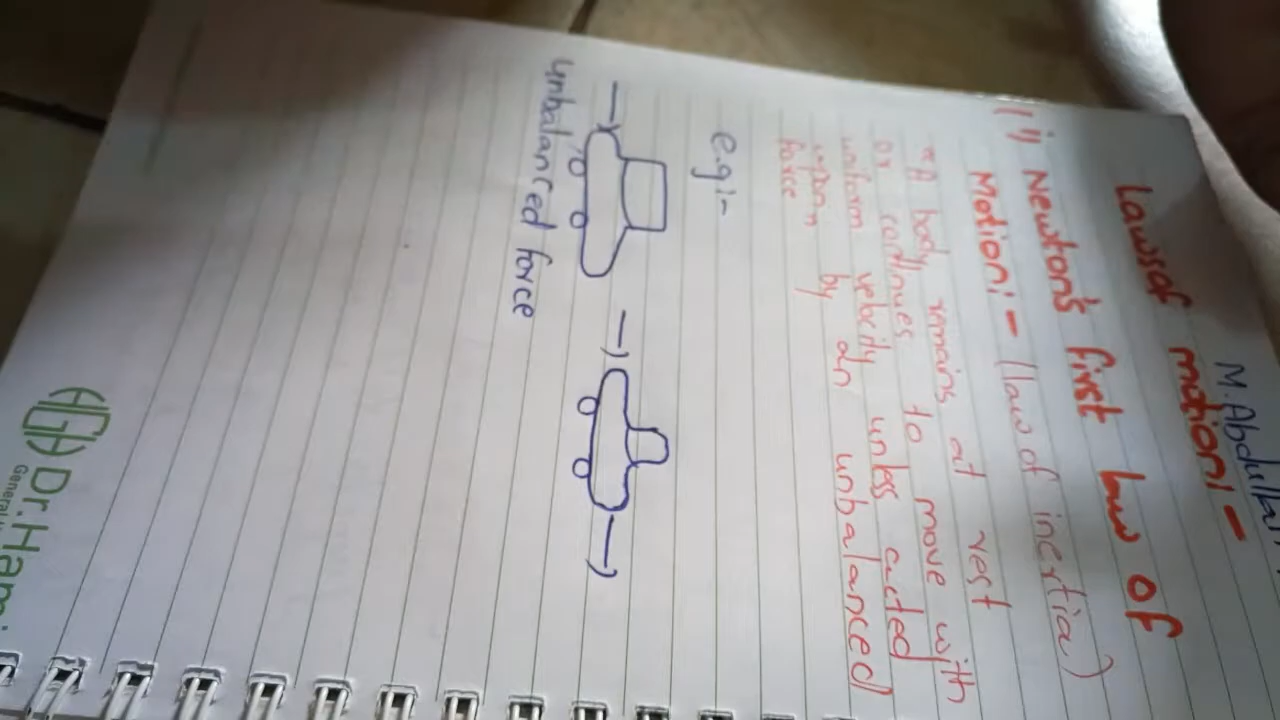 M. Abdullah
Laws of motion:-
1) Newton's first law of
Motion:- (law of inertia)
A body remains at rest
or continues to move with
uniform velocity unless acted
upon by an unbalanced
force
e.g:-
unbalanced force
Dr. Ham
General